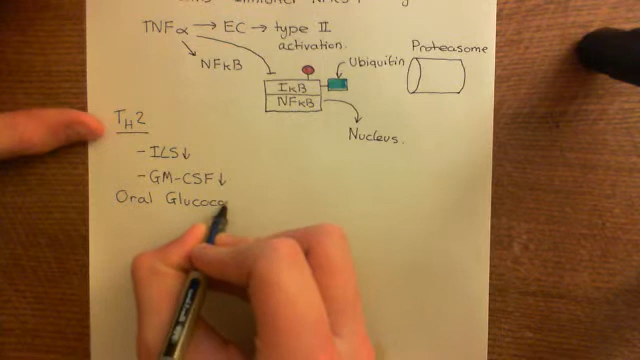 TNFα → EC → type II
activation.
NFκB
Ubiquitin
Proteasome
IκB
NFκB
Nucleus.
TH2
- IL5↓
- GM-CSF↓
Oral Glucoco